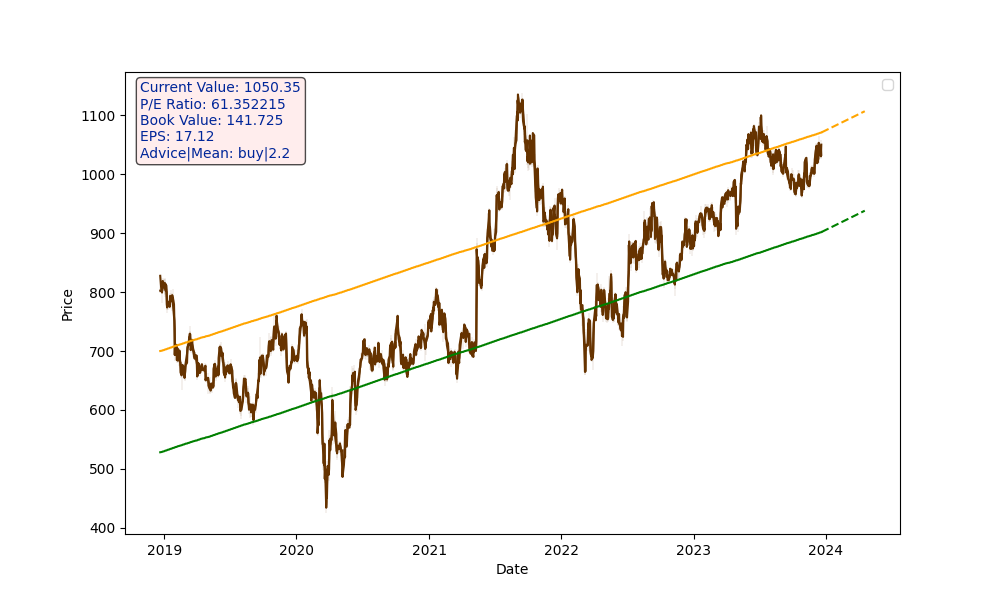 Current Value: 1050.35
P/E Ratio: 61.352215
Book Value: 141.725
EPS: 17.12
Advice|Mean: buy|2.2
Price
1100
1000
900
800
700
600
500
400
2019 2020 2021 2022 2023 2024
Date